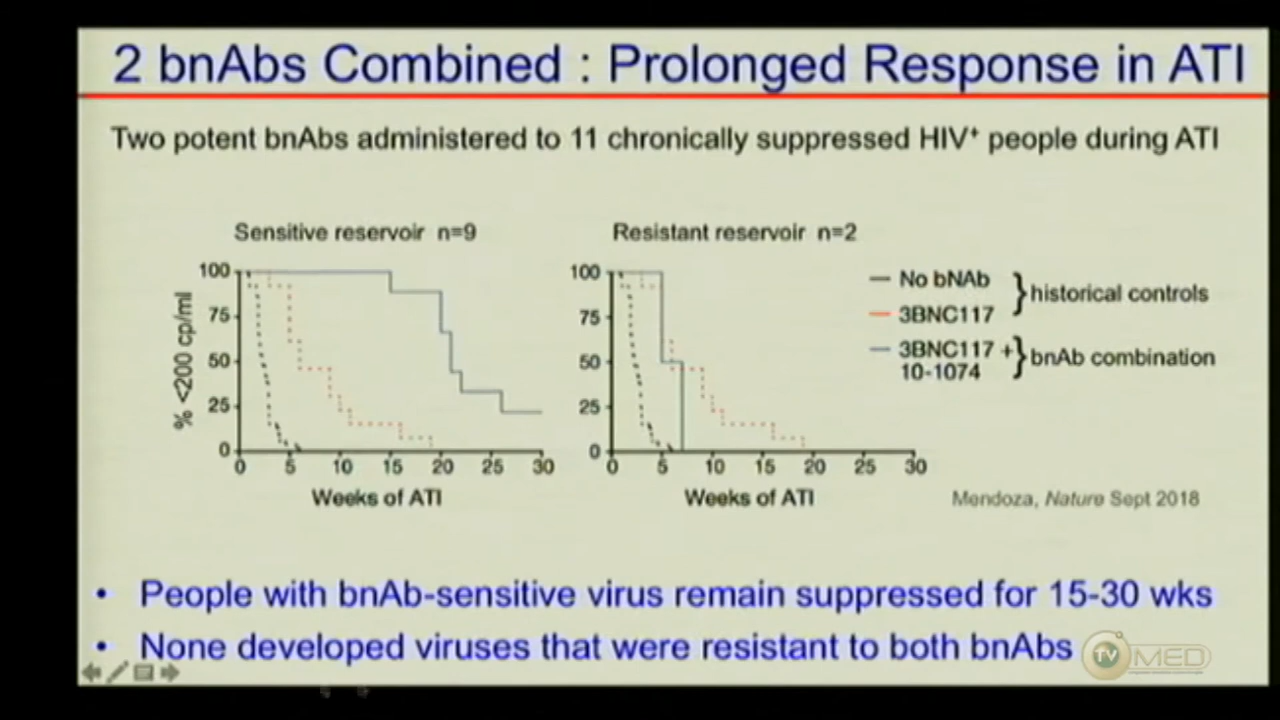 2 bnAbs Combined : Prolonged Response in ATI
Two potent bnAbs administered to 11 chronically suppressed HIV⁺ people during ATI
Sensitive reservoir n=9
100
75
50
25
0
% <200 cp/ml
0 5 10 15 20 25 30
Weeks of ATI
Resistant reservoir n=2
100
75
50
25
0
0 5 10 15 20 25 30
Weeks of ATI
No bNAb
3BNC117
} historical controls
3BNC117 +
10-1074
} bnAb combination
Mendoza, Nature Sept 2018
• People with bnAb-sensitive virus remain suppressed for 15-30 wks
• None developed viruses that were resistant to both bnAbs
TV MED